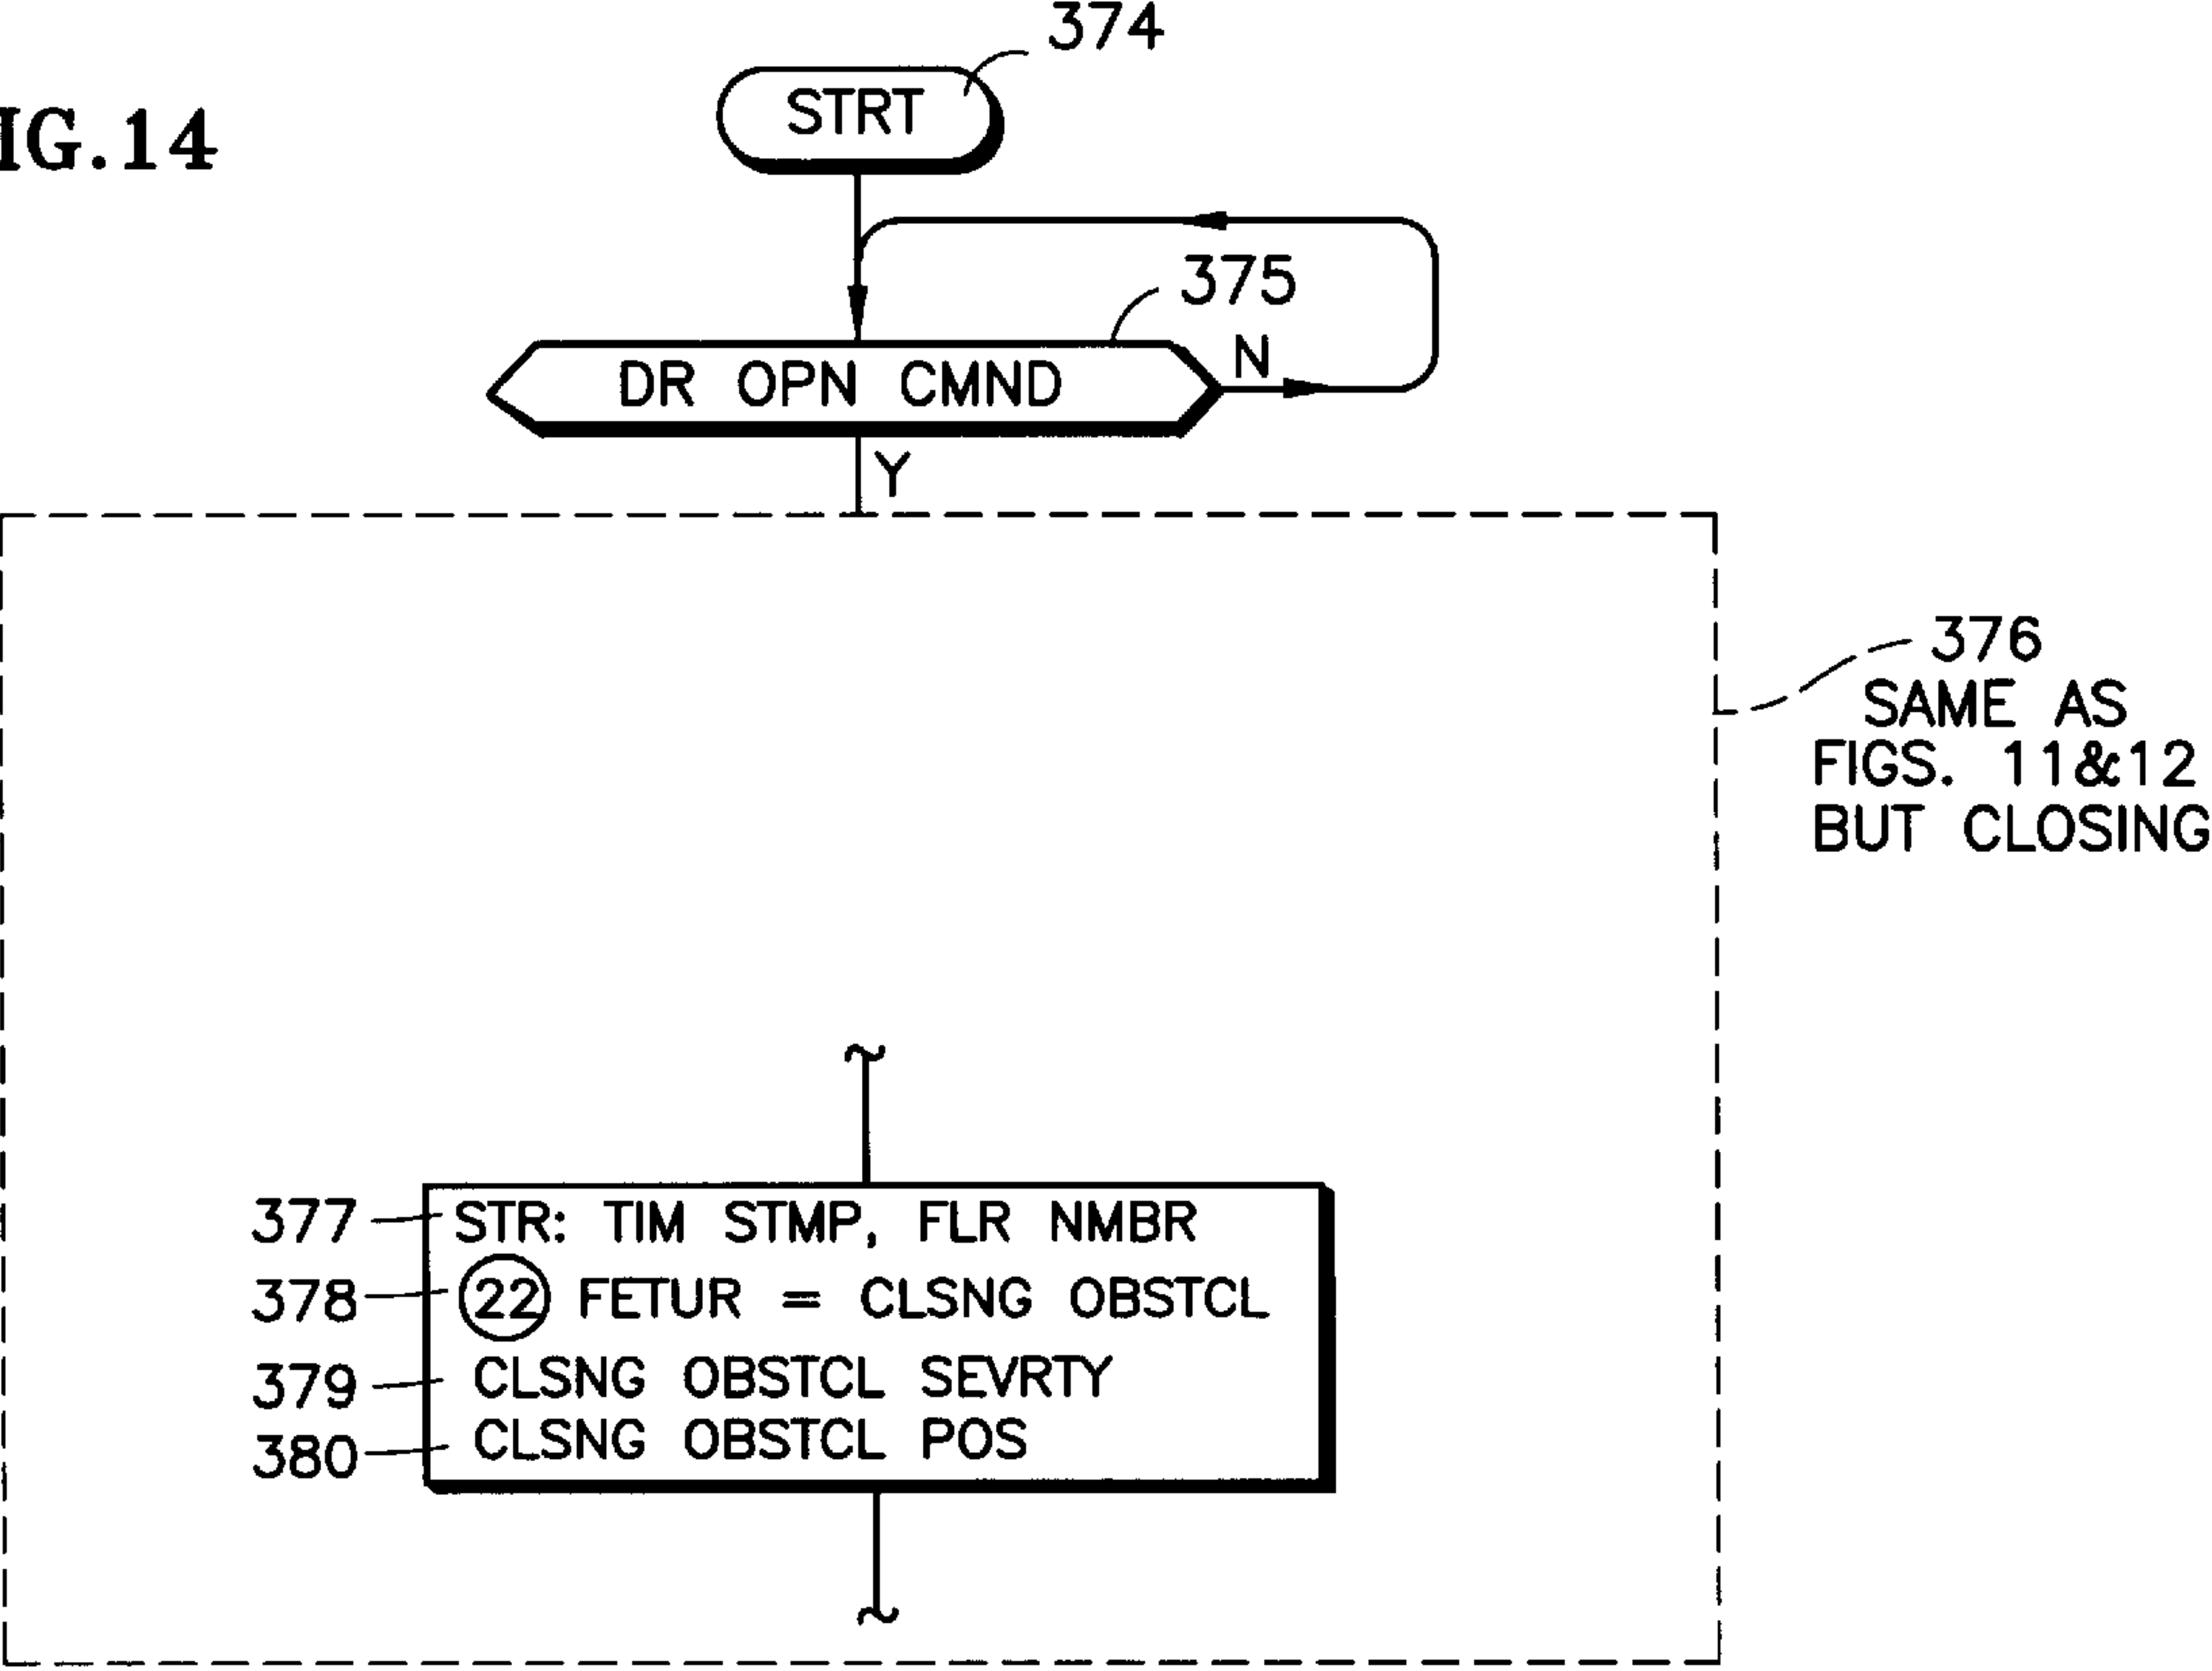 374
IG.14
STRT
375
N
DR OPN CMND
Y
376
SAME AS
FIGS. 11&12
BUT CLOSING
377 STR: TIM STMP, FLR NMBR
378 22 FETUR = CLSNG OBSTCL
379 CLSNG OBSTCL SEVRTY
380 CLSNG OBSTCL POS